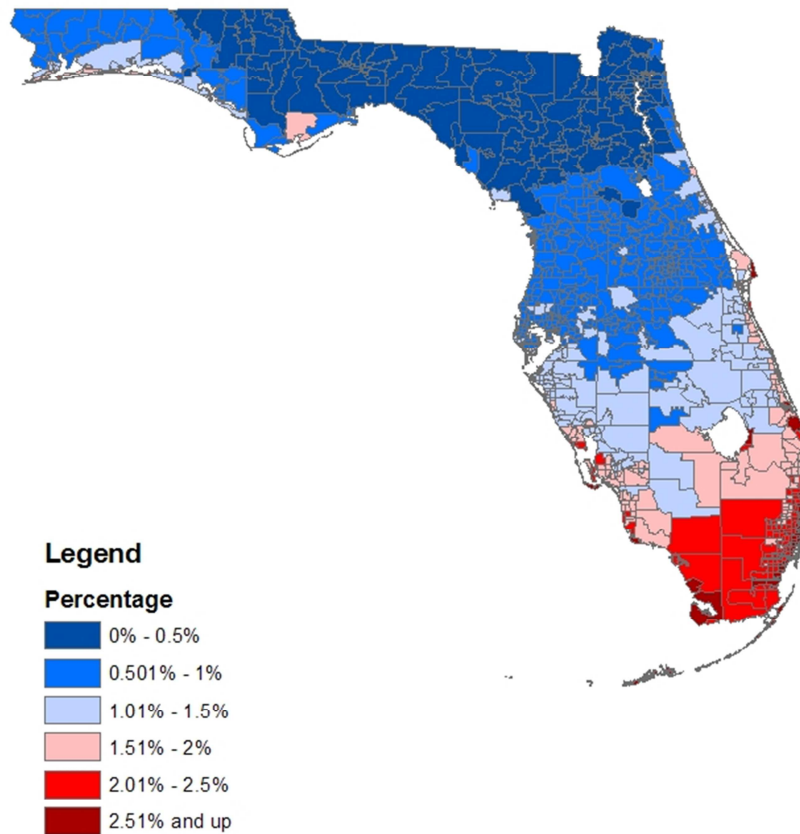 Legend
Percentage
0% - 0.5%
0.501% - 1%
1.01% - 1.5%
1.51% - 2%
2.01% - 2.5%
2.51% and up